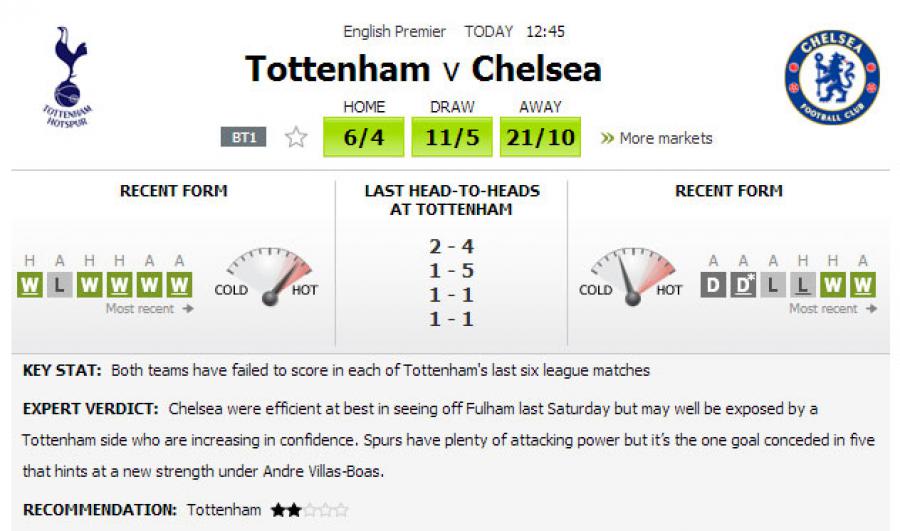 English Premier TODAY 12:45
Tottenham v Chelsea
TOTTENHAM
HOTSPUR
CHELSEA
FOOTBALL CLUB
HOME DRAW AWAY
BT1 6/4 11/5 21/10 » More markets
RECENT FORM
H A H H A A
W L W W W W
Most recent →
COLD HOT
LAST HEAD-TO-HEADS
AT TOTTENHAM
2 - 4
1 - 5
1 - 1
1 - 1
RECENT FORM
COLD HOT
A A A H H A
D D* L L W W
Most recent →
KEY STAT: Both teams have failed to score in each of Tottenham's last six league matches
EXPERT VERDICT: Chelsea were efficient at best in seeing off Fulham last Saturday but may well be exposed by a
Tottenham side who are increasing in confidence. Spurs have plenty of attacking power but it's the one goal conceded in five
that hints at a new strength under Andre Villas-Boas.
RECOMMENDATION: Tottenham ★★☆☆☆